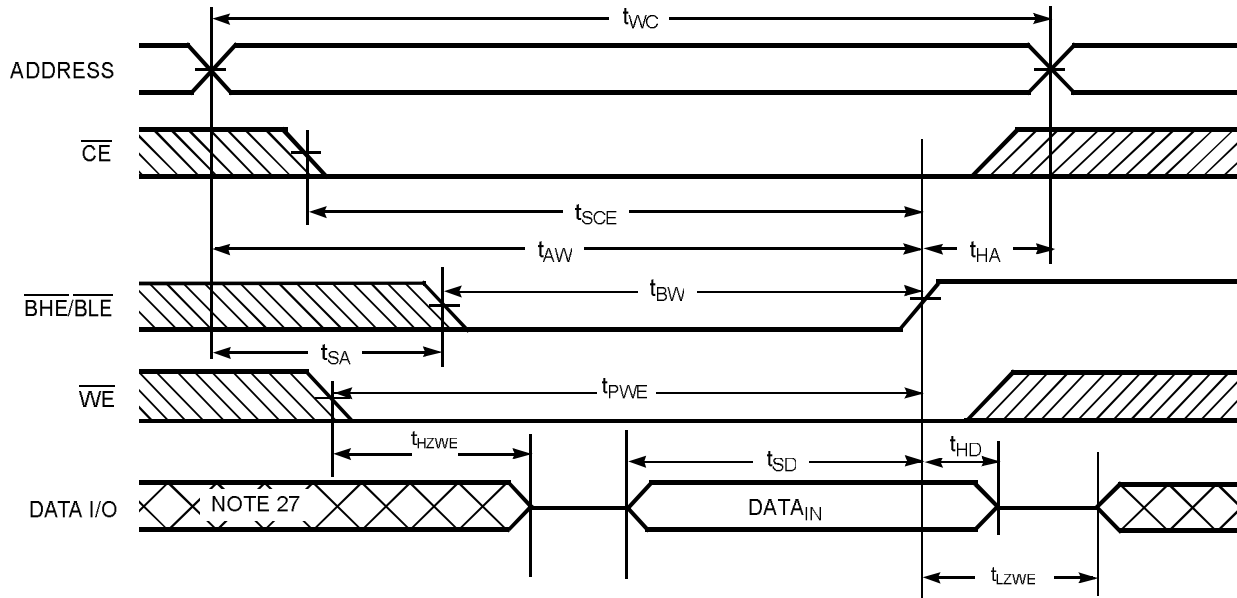 tWC
ADDRESS
CE
tSCE
tAW
tHA
BHE/BLE
tBW
tSA
WE
tPWE
tHZWE
tSD
tHD
DATA I/O
NOTE 27
DATAIN
tLZWE